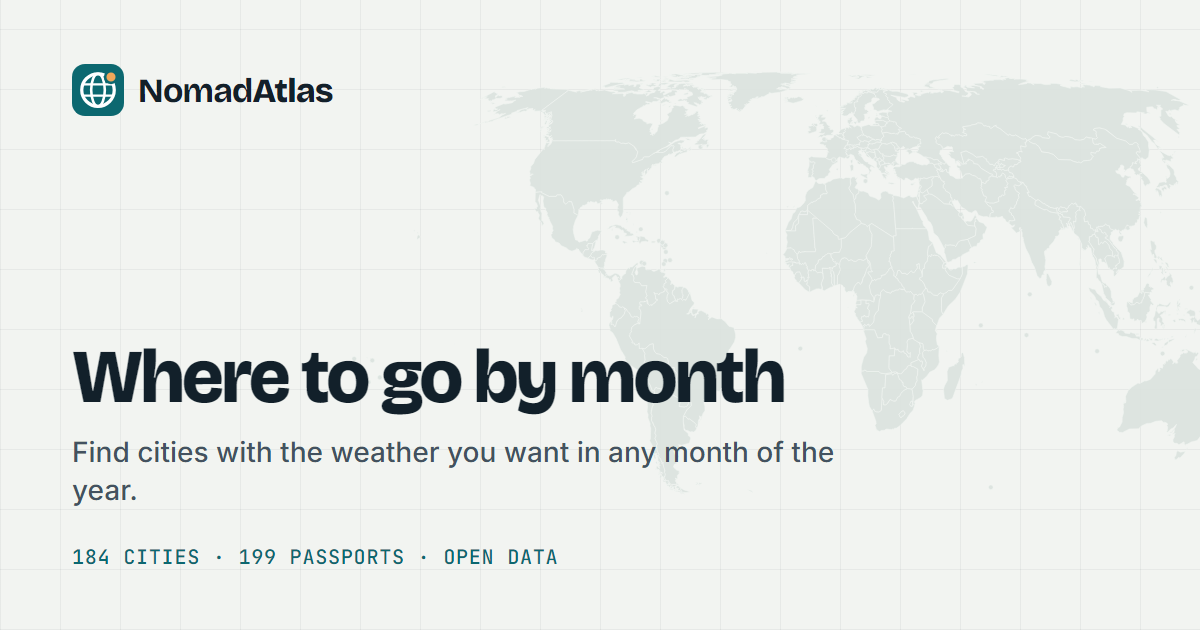 NomadAtlas
Where to go by month
Find cities with the weather you want in any month of the
year.
184 CITIES · 199 PASSPORTS · OPEN DATA